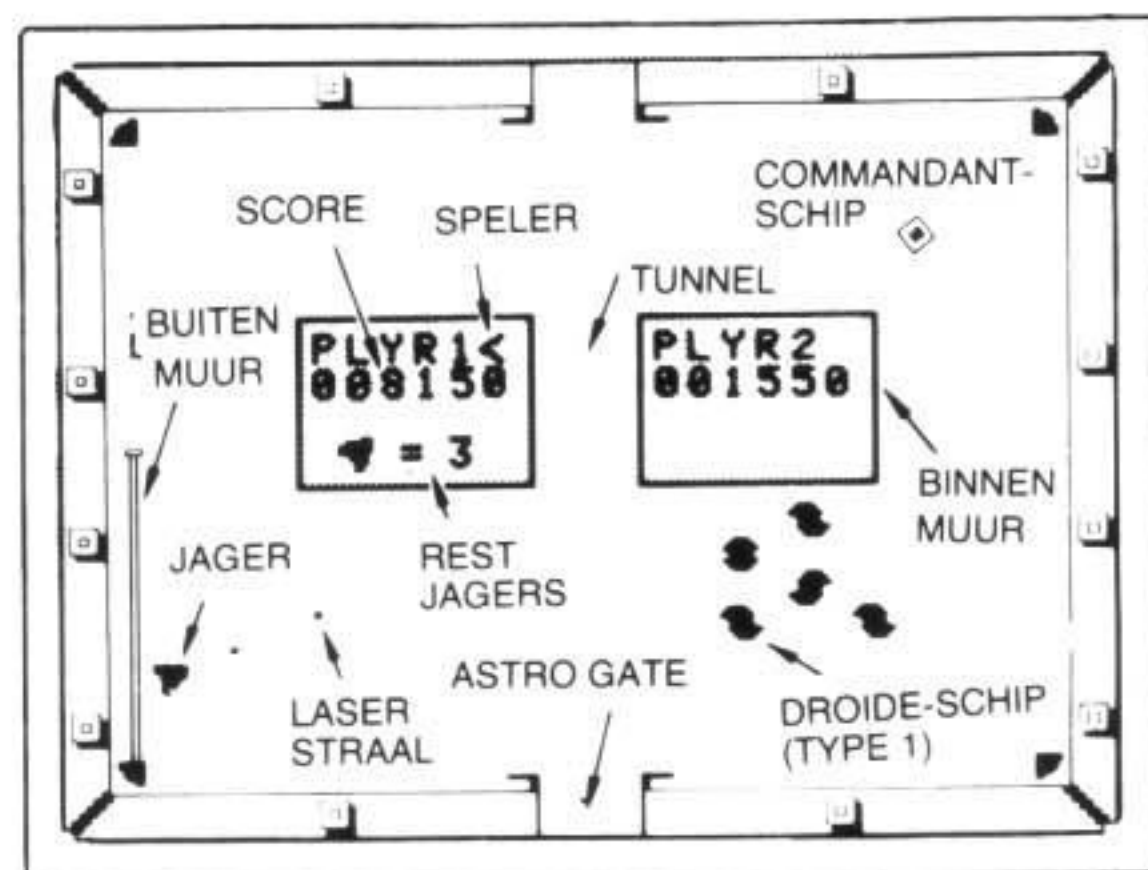 COMMANDANT-
SCHIP
SCORE
SPELER
TUNNEL
BUITEN
MUUR
PLYR1<
008150
= 3
PLYR2
001550
BINNEN
MUUR
JAGER
REST
JAGERS
LASER
STRAAL
ASTRO GATE
DROIDE-SCHIP
(TYPE 1)